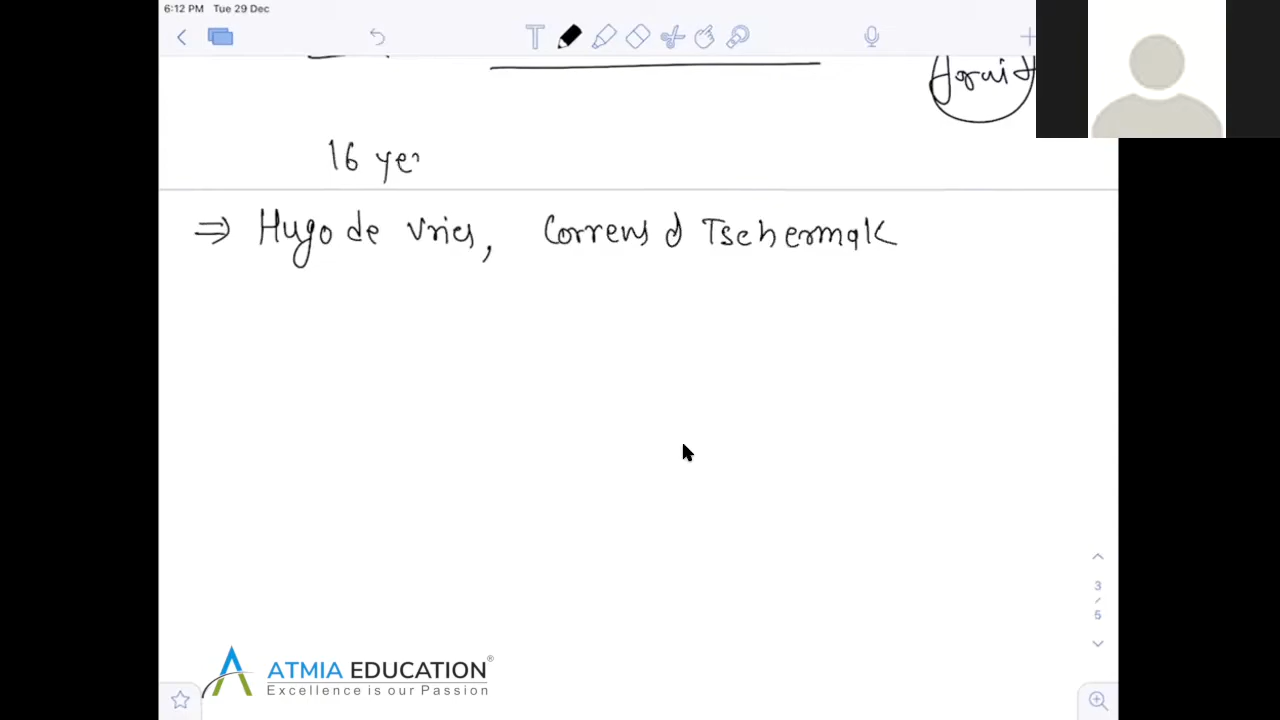 6:12 PM Tue 29 Dec
16 ye
⇒ Hugo de Vries, Correns & Tschermak
3
/
5
ATMIA EDUCATION®
Excellence is our Passion